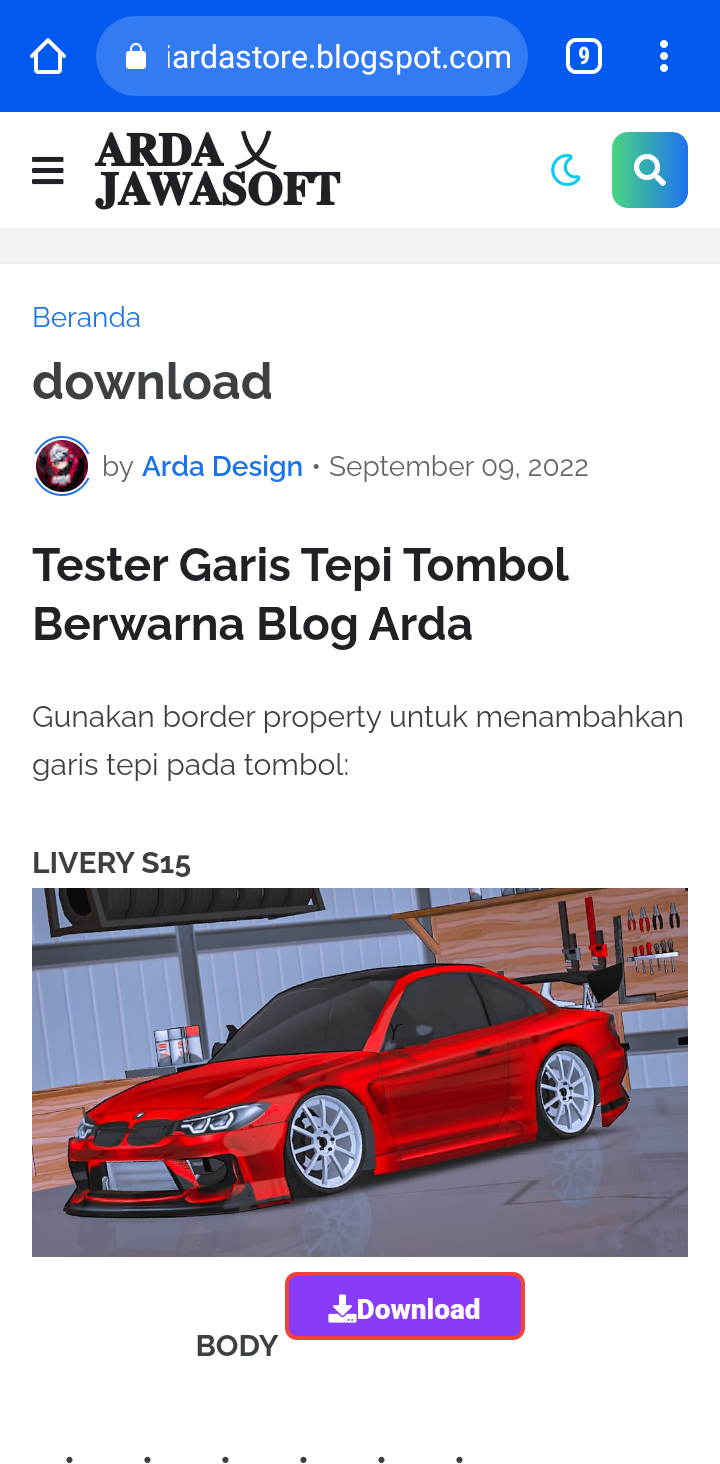 iardastore.blogspot.com
9
ARDA 乂
JAWASOFT
Beranda
download
by Arda Design • September 09, 2022
Tester Garis Tepi Tombol
Berwarna Blog Arda
Gunakan border property untuk menambahkan
garis tepi pada tombol:
LIVERY S15
Download
BODY